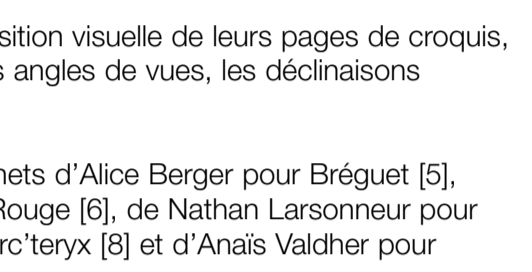 sition visuelle de leurs pages de croquis,
s angles de vues, les déclinaisons
nets d’Alice Berger pour Bréguet [5],
Rouge [6], de Nathan Larsonneur pour
rc’teryx [8] et d’Anaïs Valdher pour